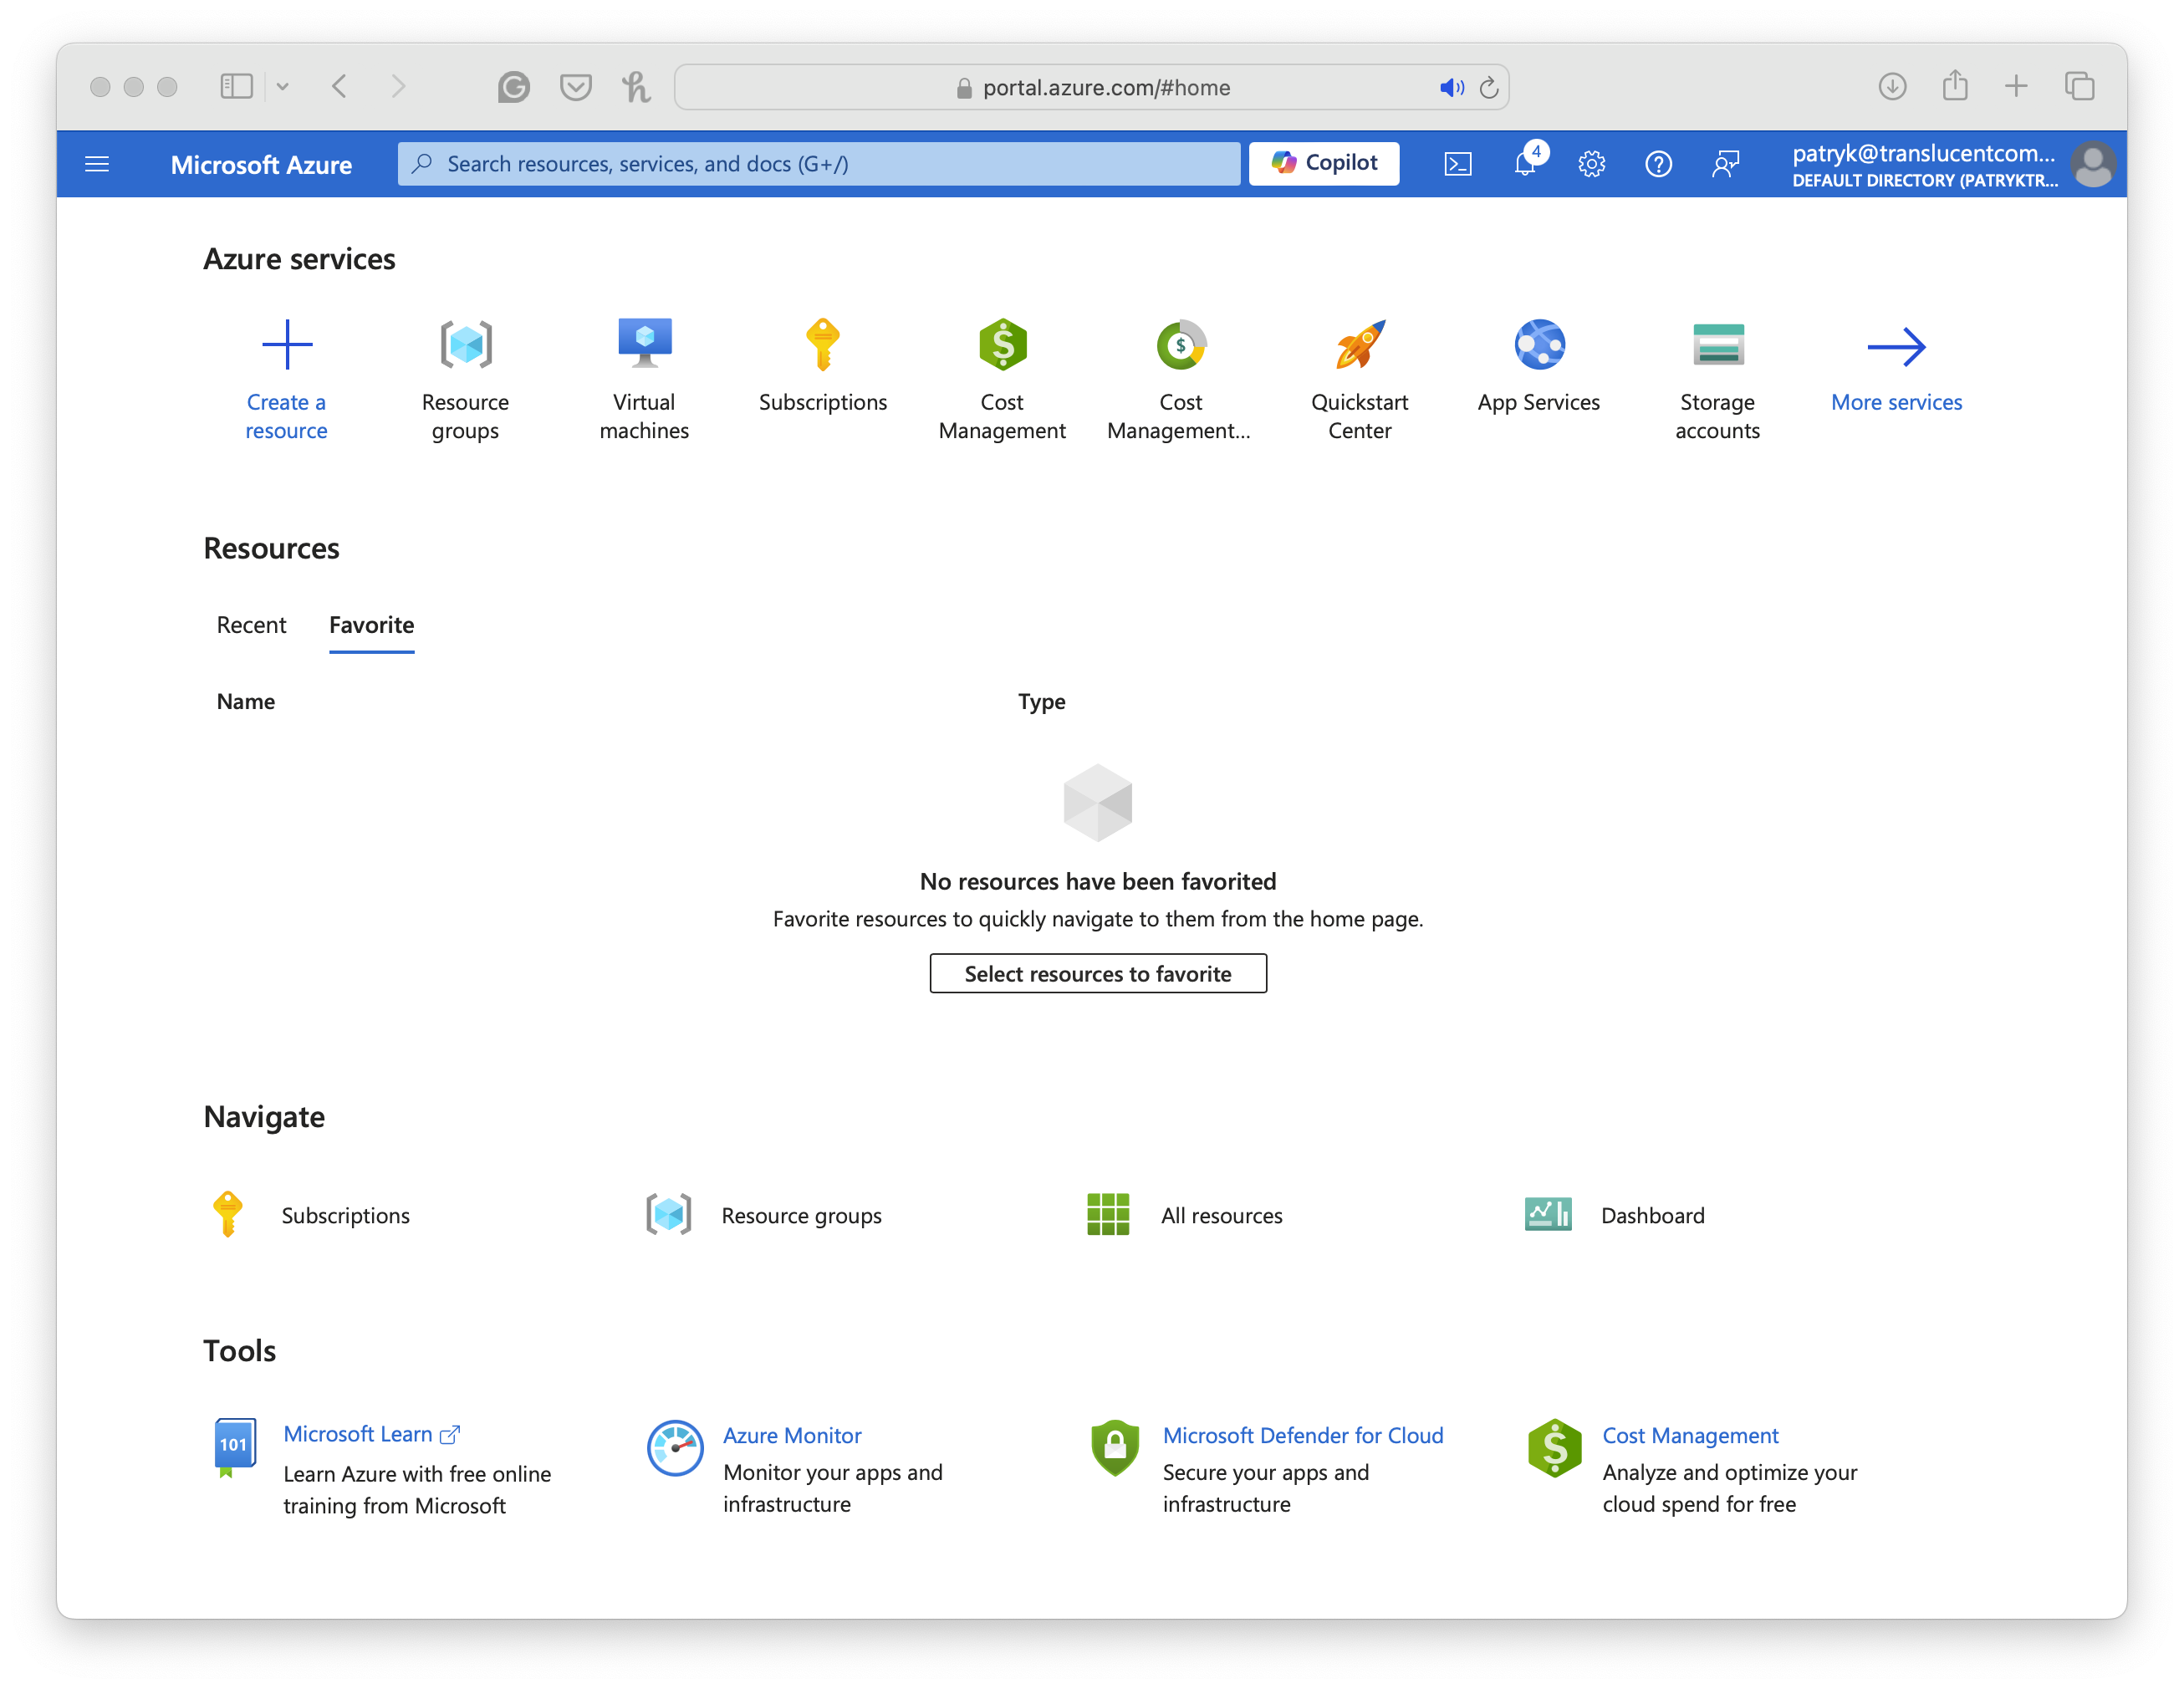 portal.azure.com/#home
Microsoft Azure
Search resources, services, and docs (G+/)
Copilot
4
patryk@translucentcom...
DEFAULT DIRECTORY (PATRYKTR...
Azure services
Create a
resource
Resource
groups
Virtual
machines
Subscriptions
Cost
Management
Cost
Management...
Quickstart
Center
App Services
Storage
accounts
More services
Resources
Recent
Favorite
Name
Type
No resources have been favorited
Favorite resources to quickly navigate to them from the home page.
Select resources to favorite
Navigate
Subscriptions
Resource groups
All resources
Dashboard
Tools
101
Microsoft Learn
Learn Azure with free online
training from Microsoft
Azure Monitor
Monitor your apps and
infrastructure
Microsoft Defender for Cloud
Secure your apps and
infrastructure
Cost Management
Analyze and optimize your
cloud spend for free